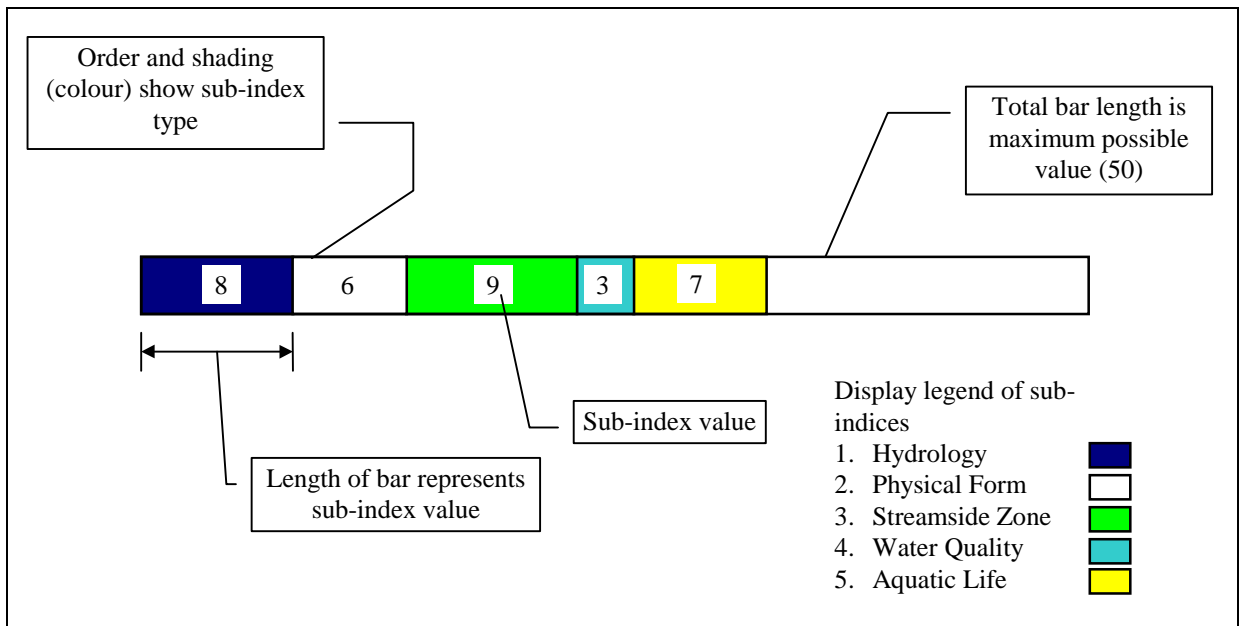 Order and shading
(colour) show sub-index
type
Total bar length is
maximum possible
value (50)
8 6 9 3 7
Sub-index value
Length of bar represents
sub-index value
Display legend of sub-
indices
1. Hydrology
2. Physical Form
3. Streamside Zone
4. Water Quality
5. Aquatic Life